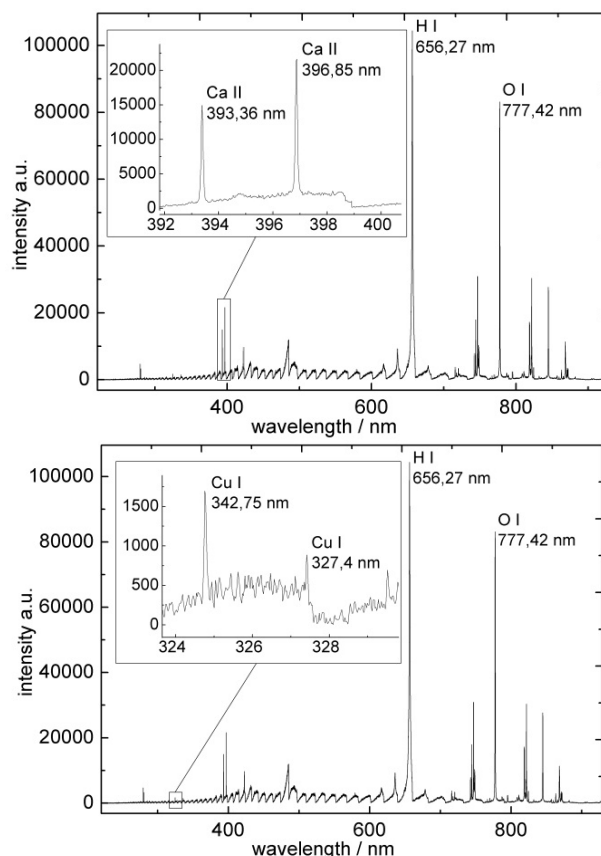 100000
80000
60000
40000
20000
0
intensity a.u.
20000
15000
10000
5000
0
Ca II
393,36 nm
Ca II
396,85 nm
392 394 396 398 400
H I
656,27 nm
O I
777,42 nm
400 600 800
wavelength / nm
100000
80000
60000
40000
20000
0
intensity a.u.
1500
1000
500
0
Cu I
342,75 nm
Cu I
327,4 nm
324 326 328
H I
656,27 nm
O I
777,42 nm
400 600 800
wavelength / nm